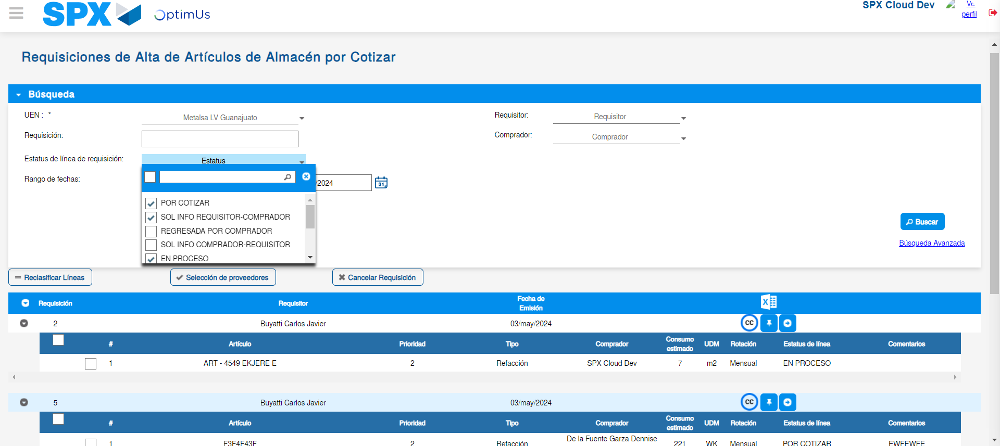 SPX OptimUs
SPX Cloud Dev
Ve
perfil
Requisiciones de Alta de Artículos de Almacén por Cotizar
Búsqueda
UEN : *
Metalsa LV Guanajuato
Requisitor:
Requisitor
Requisición:
Comprador:
Comprador
Estatus de línea de requisición:
Estatus
Rango de fechas:
/2024
31
POR COTIZAR
SOL INFO REQUISITOR-COMPRADOR
REGRESADA POR COMPRADOR
SOL INFO COMPRADOR-REQUISITOR
EN PROCESO
Buscar
Búsqueda Avanzada
Reclasificar Líneas
Selección de proveedores
Cancelar Requisición
Requisición Requisitor Fecha de Emisión X
2 Buyatti Carlos Javier 03/may/2024 CC
# Artículo Prioridad Tipo Comprador Consumo estimado UDM Rotación Estatus de línea Comentarios
1 ART - 4549 EKJERE E 2 Refacción SPX Cloud Dev 7 m2 Mensual EN PROCESO
5 Buyatti Carlos Javier 03/may/2024 CC
# Artículo Prioridad Tipo Comprador Consumo estimado UDM Rotación Estatus de línea Comentarios
1 2 Refacción De la Fuente Garza Dennise 221 WK Mensual POR COTIZAR